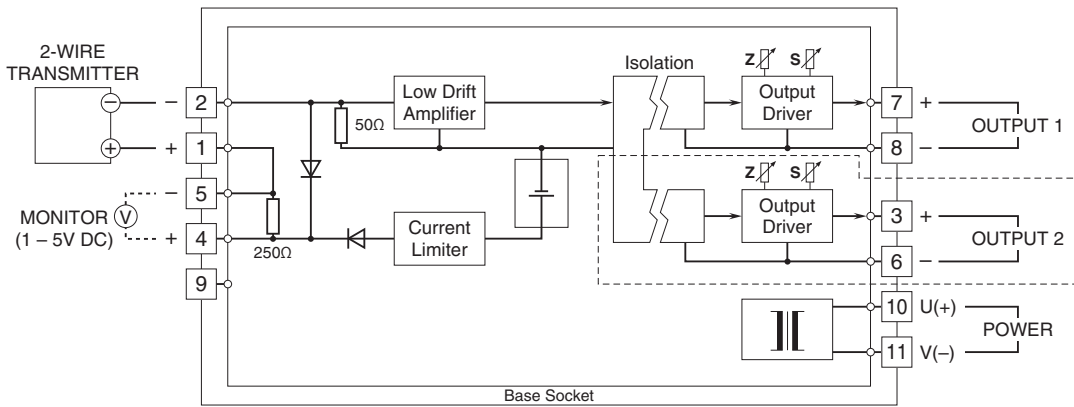 2-WIRE
TRANSMITTER
− − 2
+ + 1
− 5
MONITOR V
(1 – 5V DC)
+ 4
9
50Ω
250Ω
Low Drift
Amplifier
Current
Limiter
Isolation
Z S
Output
Driver
Z S
Output
Driver
7 +
OUTPUT 1
8 −
3 +
OUTPUT 2
6 −
10 U(+)
POWER
11 V(–)
Base Socket